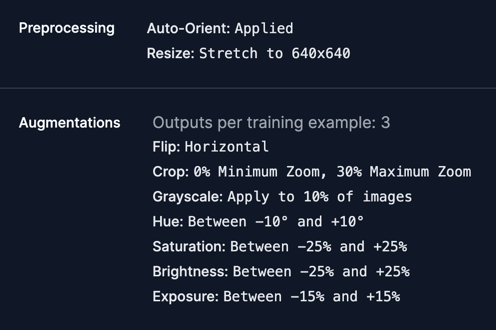 Preprocessing
Auto-Orient: Applied
Resize: Stretch to 640x640
Augmentations
Outputs per training example: 3
Flip: Horizontal
Crop: 0% Minimum Zoom, 30% Maximum Zoom
Grayscale: Apply to 10% of images
Hue: Between −10° and +10°
Saturation: Between −25% and +25%
Brightness: Between −25% and +25%
Exposure: Between −15% and +15%